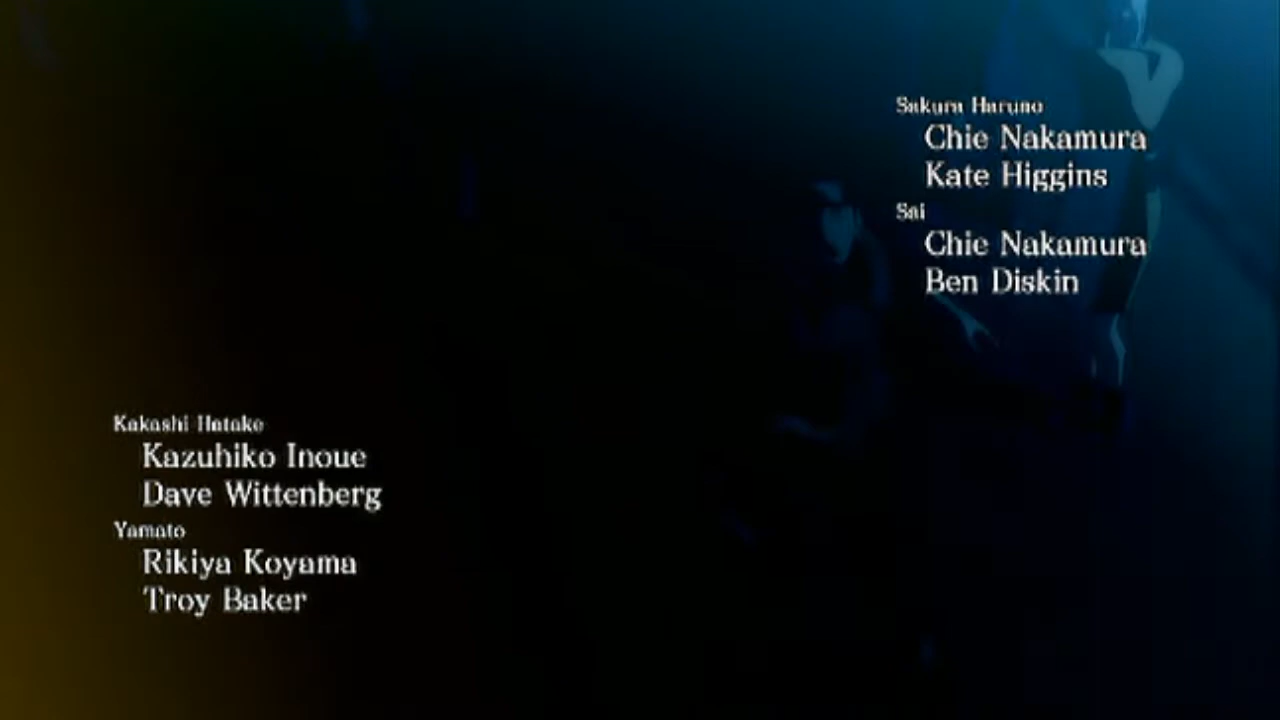 Sakura Haruno
Chie Nakamura
Kate Higgins
Sai
Chie Nakamura
Ben Diskin
Kakashi Hatake
Kazuhiko Inoue
Dave Wittenberg
Yamato
Rikiya Koyama
Troy Baker